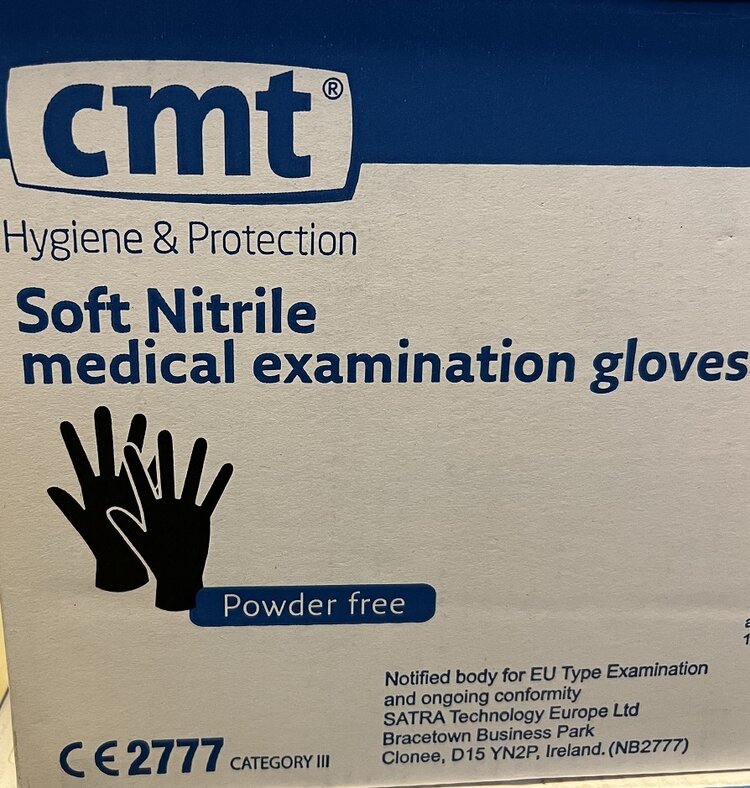 cmt®
Hygiene & Protection
Soft Nitrile
medical examination gloves
Powder free
Notified body for EU Type Examination
and ongoing conformity
SATRA Technology Europe Ltd
Bracetown Business Park
Clonee, D15 YN2P, Ireland. (NB2777)
CE 2777 CATEGORY III